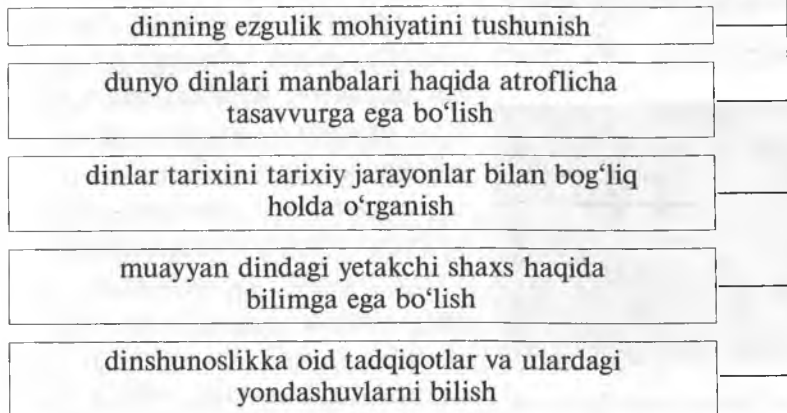 dinning ezgulik mohiyatini tushunish
dunyo dinlari manbalari haqida atroflicha
tasavvurga ega bo‘lish
dinlar tarixini tarixiy jarayonlar bilan bog‘liq
holda o‘rganish
muayyan dindagi yetakchi shaxs haqida
bilimga ega bo‘lish
dinshunoslikka oid tadqiqotlar va ulardagi
yondashuvlarni bilish